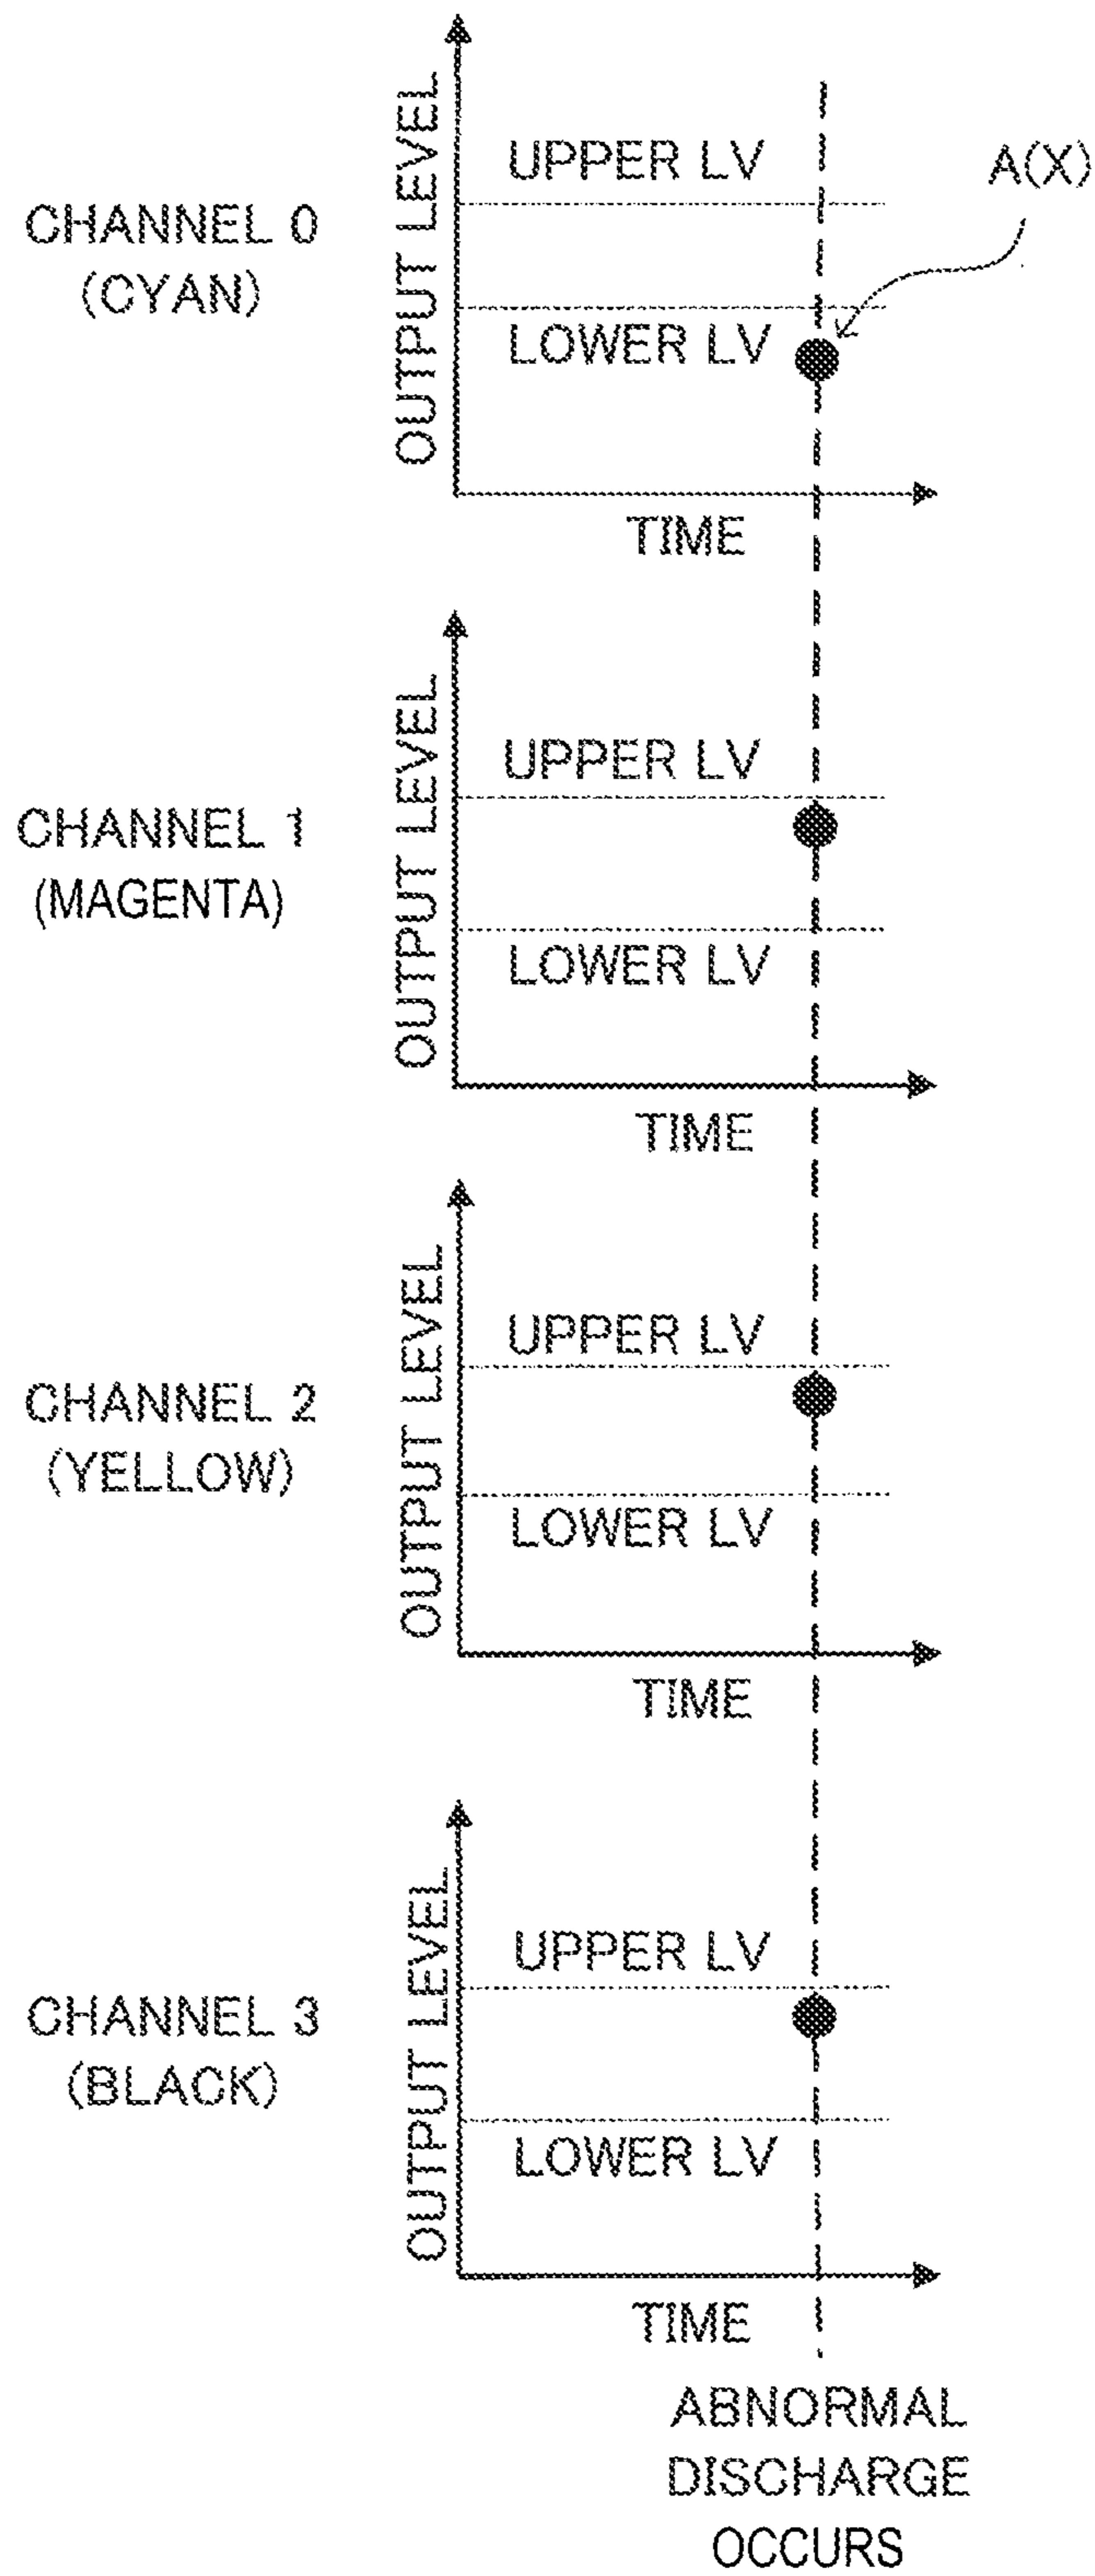 CHANNEL 0
(CYAN)
OUTPUT LEVEL
UPPER LV
LOWER LV
A(X)
TIME
CHANNEL 1
(MAGENTA)
OUTPUT LEVEL
UPPER LV
LOWER LV
TIME
CHANNEL 2
(YELLOW)
OUTPUT LEVEL
UPPER LV
LOWER LV
TIME
CHANNEL 3
(BLACK)
OUTPUT LEVEL
UPPER LV
LOWER LV
TIME
ABNORMAL
DISCHARGE
OCCURS